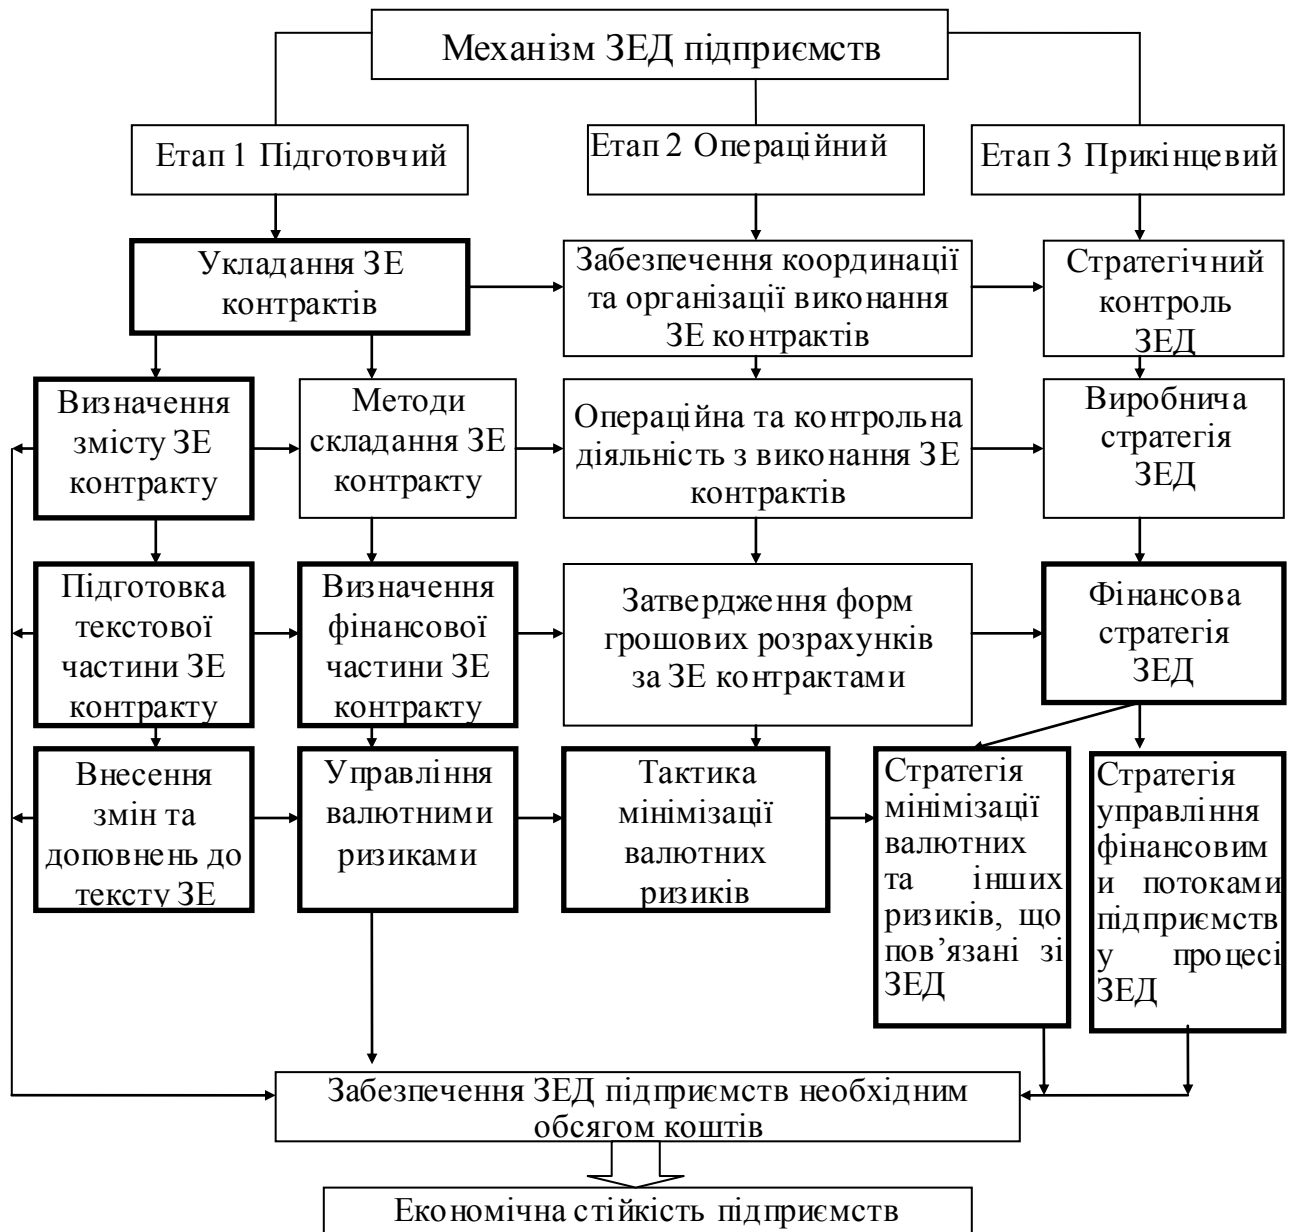 Механізм ЗЕД підприємств
Етап 1 Підготовчий
Етап 2 Операційний
Етап 3 Прикінцевий
Укладання ЗЕ
контрактів
Забезпечення координації
та організації виконання
ЗЕ контрактів
Стратегічний
контроль
ЗЕД
Визначення
змісту ЗЕ
контракту
Методи
складання ЗЕ
контракту
Операційна та контрольна
діяльність з виконання ЗЕ
контрактів
Виробнича
стратегія
ЗЕД
Підготовка
текстової
частини ЗЕ
контракту
Визначення
фінансової
частини ЗЕ
контракту
Затвердження форм
грошових розрахунків
за ЗЕ контрактами
Фінансова
стратегія
ЗЕД
Внесення
змін та
доповнень до
тексту ЗЕ
Управління
валютними
ризиками
Тактика
мінімізації
валютних
ризиків
Стратегія
мінімізації
валютних
та інших
ризиків, що
пов’язані зі
ЗЕД
Стратегія
управління
фінансовим
и потоками
підприємств
у процесі
ЗЕД
Забезпечення ЗЕД підприємств необхідним
обсягом коштів
Економічна стійкість підприємств